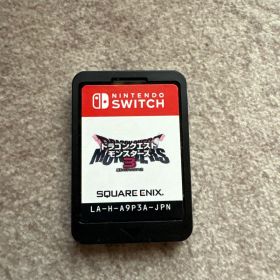 NINTENDO
SWITCH
ドラゴンクエスト
モンスターズ
3
SQUARE ENIX.
LA-H-A9P3A-JPN